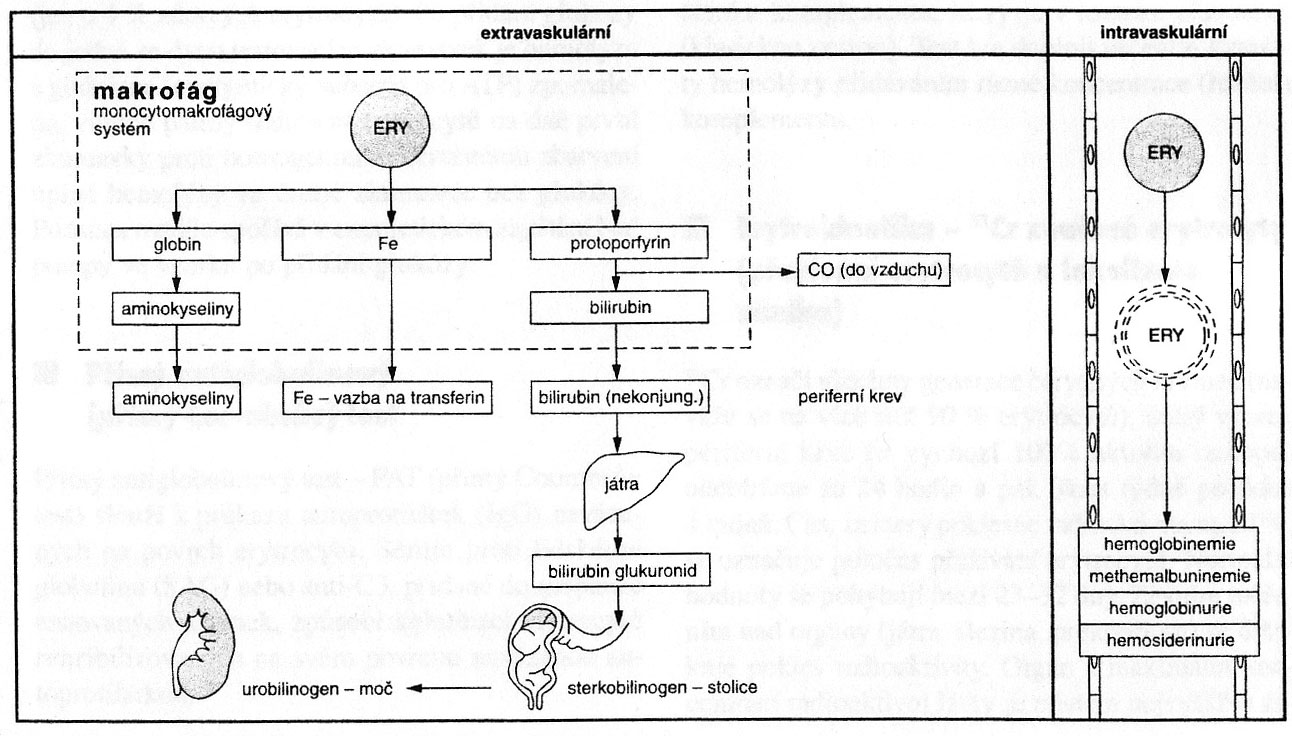 extravaskulární
intravaskulární
makrofág
monocytomakrofágový
systém
ERY
ERY
globin
Fe
protoporfyrin
CO (do vzduchu)
aminokyseliny
bilirubin
ERY
aminokyseliny
Fe – vazba na transferin
bilirubin (nekonjung.)
periferní krev
játra
hemogloinemie
bilirubin glukuronid
methemalbuninemie
hemoglobinurie
hemosiderinurie
urobilinogen – moč
sterkobilinogen – stolice